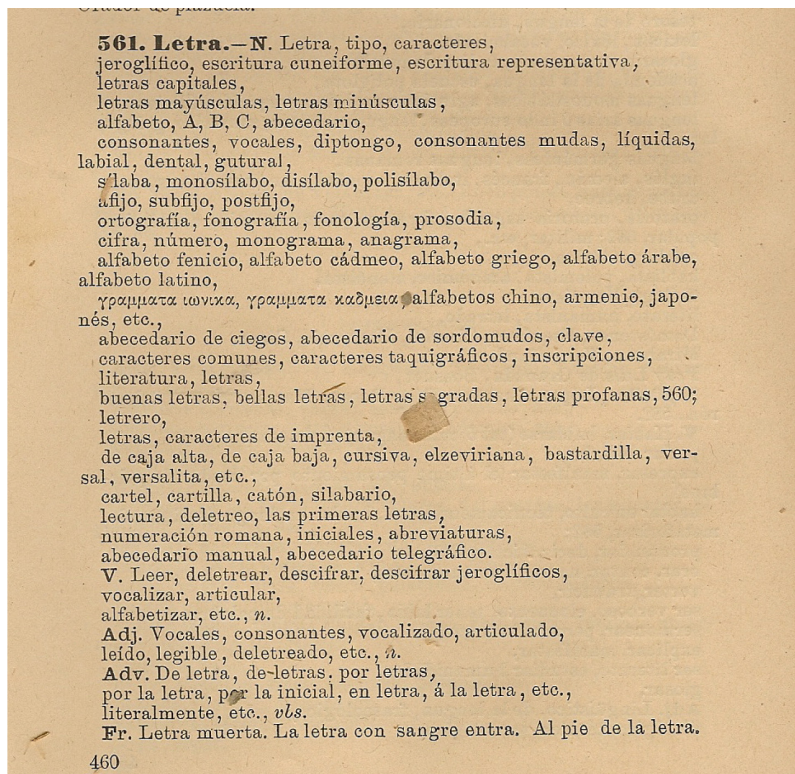 Orador de plazuela.
561. Letra.—N. Letra, tipo, caracteres,
jeroglífico, escritura cuneiforme, escritura representativa,
letras capitales,
letras mayúsculas, letras minúsculas,
alfabeto, A, B, C, abecedario,
consonantes, vocales, diptongo, consonantes mudas, líquidas,
labial, dental, gutural,
sílaba, monosílabo, disílabo, polisílabo,
afijo, subfijo, postfijo,
ortografía, fonografía, fonología, prosodia,
cifra, número, monograma, anagrama,
alfabeto fenicio, alfabeto cádmeo, alfabeto griego, alfabeto árabe,
alfabeto latino,
γραμματα ιωνικα, γραμματα καδμεια, alfabetos chino, armenio, japo-
nés, etc.,
abecedario de ciegos, abecedario de sordomudos, clave,
caracteres comunes, caracteres taquigráficos, inscripciones,
literatura, letras,
buenas letras, bellas letras, letras sagradas, letras profanas, 560;
letrero,
letras, caracteres de imprenta,
de caja alta, de caja baja, cursiva, elzeviriana, bastardilla, ver-
sal, versalita, etc.,
cartel, cartilla, catón, silabario,
lectura, deletreo, las primeras letras,
numeración romana, iniciales, abreviaturas,
abecedario manual, abecedario telegráfico.
V. Leer, deletrear, descifrar, descifrar jeroglíficos,
vocalizar, articular,
alfabetizar, etc., n.
Adj. Vocales, consonantes, vocalizado, articulado,
leído, legible, deletreado, etc., n.
Adv. De letra, de letras, por letras,
por la letra, por la inicial, en letra, á la letra, etc.,
literalmente, etc., vbs.
Fr. Letra muerta. La letra con sangre entra. Al pie de la letra.
460